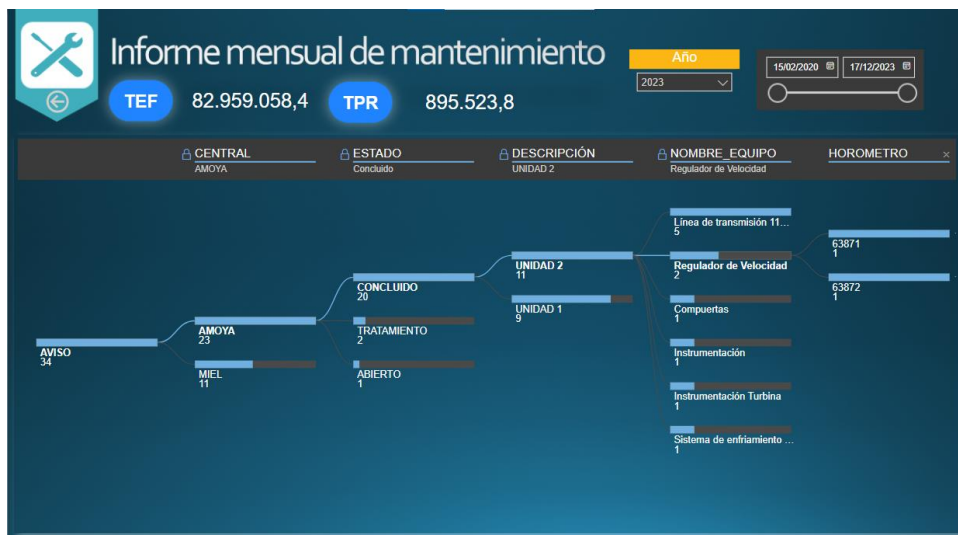 Informe mensual de mantenimiento
TEF 82.959.058,4 TPR 895.523,8
Año
2023
15/02/2020 17/12/2023
CENTRAL
AMOYA
ESTADO
Concluido
DESCRIPCIÓN
UNIDAD 2
NOMBRE_EQUIPO
Regulador de Velocidad
HOROMETRO ×
AVISO
34
AMOYA
23
MIEL
11
CONCLUIDO
20
TRATAMIENTO
2
ABIERTO
1
UNIDAD 2
11
UNIDAD 1
9
Línea de transmisión 11...
5
Regulador de Velocidad
2
Compuertas
1
Instrumentación
1
Instrumentación Turbina
1
Sistema de enfriamiento ...
1
63871
1
63872
1